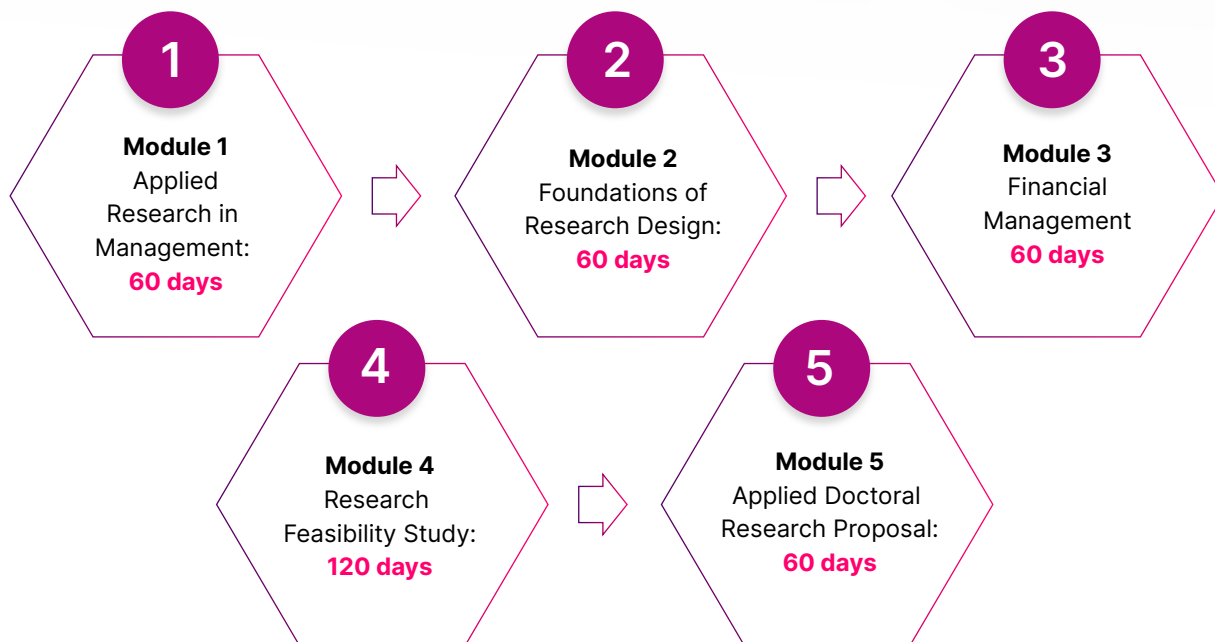 1
Module 1
Applied
Research in
Management:
60 days
2
Module 2
Foundations of
Research Design:
60 days
3
Module 3
Financial
Management
60 days
4
Module 4
Research
Feasibility Study:
120 days
5
Module 5
Applied Doctoral
Research Proposal:
60 days